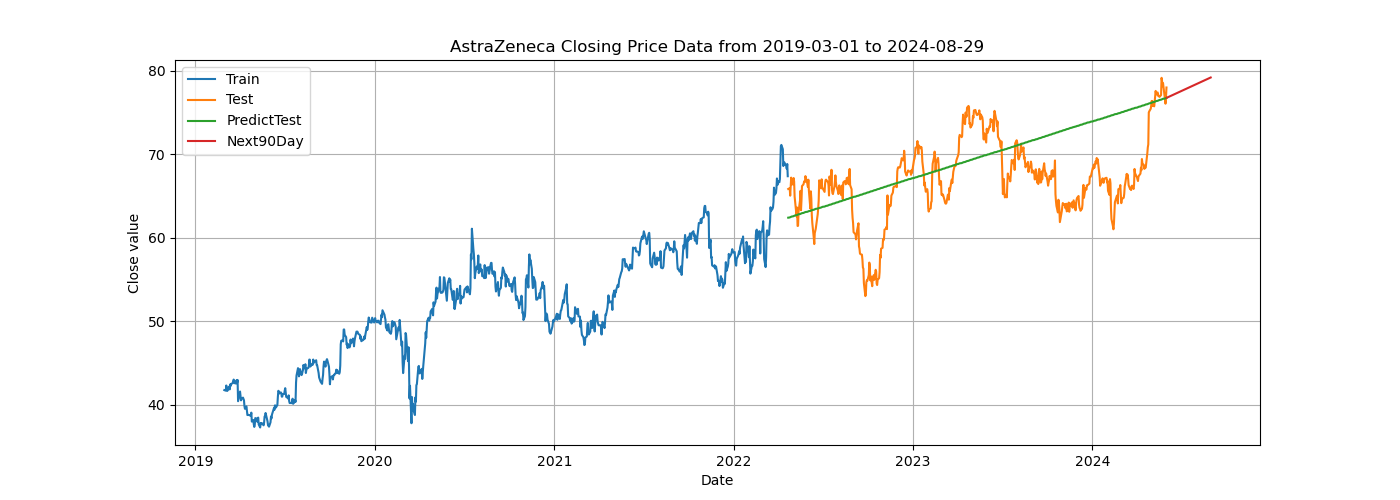 AstraZeneca Closing Price Data from 2019-03-01 to 2024-08-29
Train
Test
PredictTest
Next90Day
80
70
60
50
40
Close value
2019 2020 2021 2022 2023 2024
Date